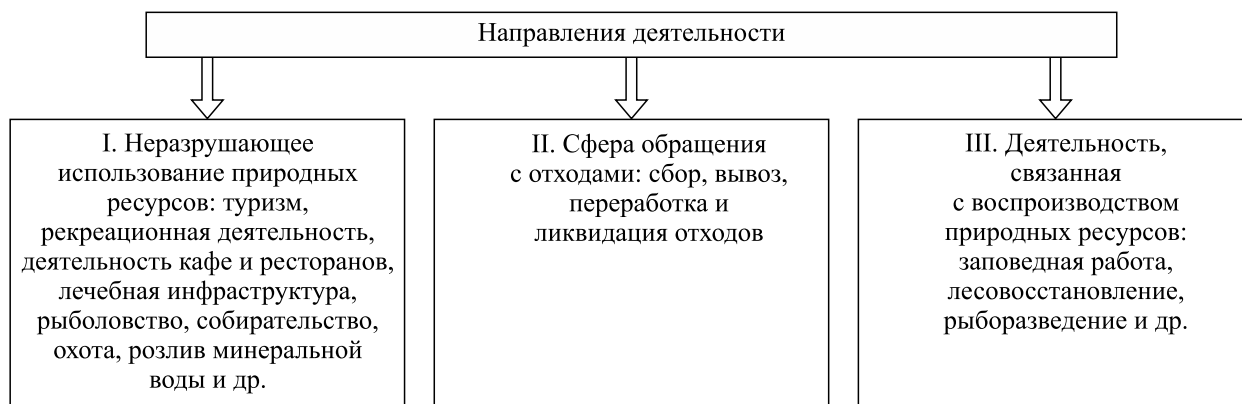 Направления деятельности
I. Неразрушающее
использование природных
ресурсов: туризм,
рекреационная деятельность,
деятельность кафе и ресторанов,
лечебная инфраструктура,
рыболовство, собирательство,
охота, розлив минеральной
воды и др.
II. Сфера обращения
с отходами: сбор, вывоз,
переработка и
ликвидация отходов
III. Деятельность,
связанная
с воспроизводством
природных ресурсов:
заповедная работа,
лесовосстановление,
рыборазведение и др.